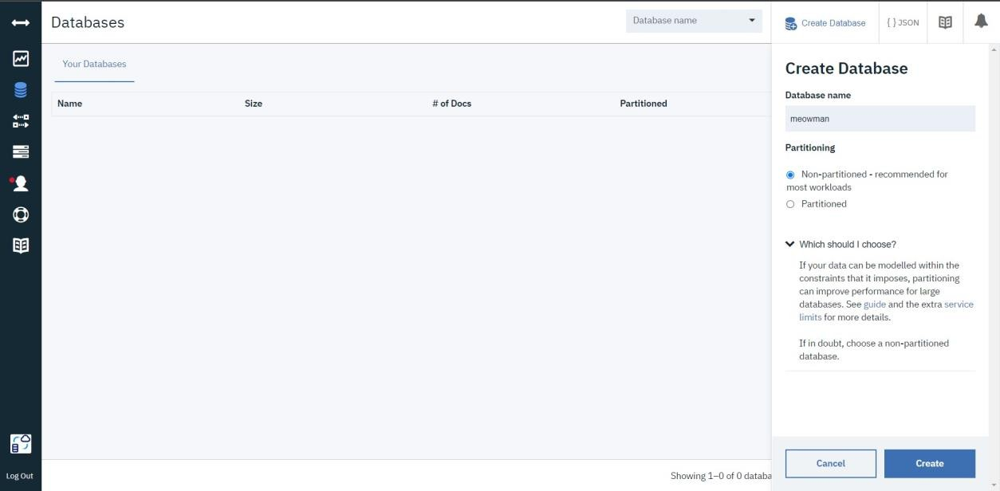 Databases
Database name
Create Database
{ } JSON
Your Databases
Name Size # of Docs Partitioned
Create Database
Database name
meowman
Partitioning
Non-partitioned - recommended for
most workloads
Partitioned
Which should I choose?
If your data can be modelled within the
constraints that it imposes, partitioning
can improve performance for large
databases. See guide and the extra service
limits for more details.
If in doubt, choose a non-partitioned
database.
Cancel
Create
Log Out
Showing 1–0 of 0 databa